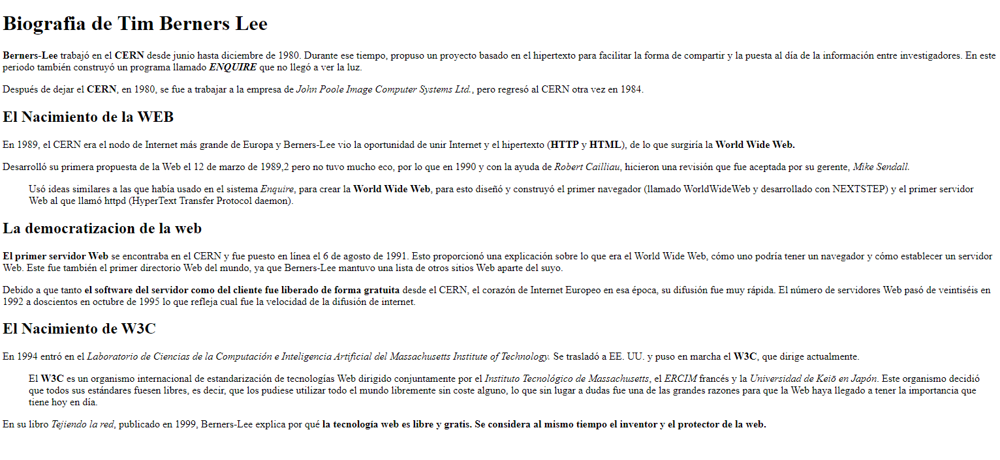 Biografia de Tim Berners Lee
Berners-Lee trabajó en el CERN desde junio hasta diciembre de 1980. Durante ese tiempo, propuso un proyecto basado en el hipertexto para facilitar la forma de compartir y la puesta al día de la información entre investigadores. En este
periodo también construyó un programa llamado ENQUIRE que no llegó a ver la luz.
Después de dejar el CERN, en 1980, se fue a trabajar a la empresa de John Poole Image Computer Systems Ltd., pero regresó al CERN otra vez en 1984.
El Nacimiento de la WEB
En 1989, el CERN era el nodo de Internet más grande de Europa y Berners-Lee vio la oportunidad de unir Internet y el hipertexto (HTTP y HTML), de lo que surgiría la World Wide Web.
Desarrolló su primera propuesta de la Web el 12 de marzo de 1989,2 pero no tuvo mucho eco, por lo que en 1990 y con la ayuda de Robert Cailliau, hicieron una revisión que fue aceptada por su gerente, Mike Sendall.
Usó ideas similares a las que había usado en el sistema Enquire, para crear la World Wide Web, para esto diseñó y construyó el primer navegador (llamado WorldWideWeb y desarrollado con NEXTSTEP) y el primer servidor
Web al que llamó httpd (HyperText Transfer Protocol daemon).
La democratizacion de la web
El primer servidor Web se encontraba en el CERN y fue puesto en línea el 6 de agosto de 1991. Esto proporcionó una explicación sobre lo que era el World Wide Web, cómo uno podría tener un navegador y cómo establecer un servidor
Web. Este fue también el primer directorio Web del mundo, ya que Berners-Lee mantuvo una lista de otros sitios Web aparte del suyo.
Debido a que tanto el software del servidor como del cliente fue liberado de forma gratuita desde el CERN, el corazón de Internet Europeo en esa época, su difusión fue muy rápida. El número de servidores Web pasó de veintiséis en
1992 a doscientos en octubre de 1995 lo que refleja cual fue la velocidad de la difusión de internet.
El Nacimiento de W3C
En 1994 entró en el Laboratorio de Ciencias de la Computación e Inteligencia Artificial del Massachusetts Institute of Technology. Se trasladó a EE. UU. y puso en marcha el W3C, que dirige actualmente.
El W3C es un organismo internacional de estandarización de tecnologías Web dirigido conjuntamente por el Instituto Tecnológico de Massachusetts, el ERCIM francés y la Universidad de Keiō en Japón. Este organismo decidió
que todos sus estándares fuesen libres, es decir, que los pudiese utilizar todo el mundo libremente sin coste alguno, lo que sin lugar a dudas fue una de las grandes razones para que la Web haya llegado a tener la importancia que
tiene hoy en día.
En su libro Tejiendo la red, publicado en 1999, Berners-Lee explica por qué la tecnología web es libre y gratis. Se considera al mismo tiempo el inventor y el protector de la web.